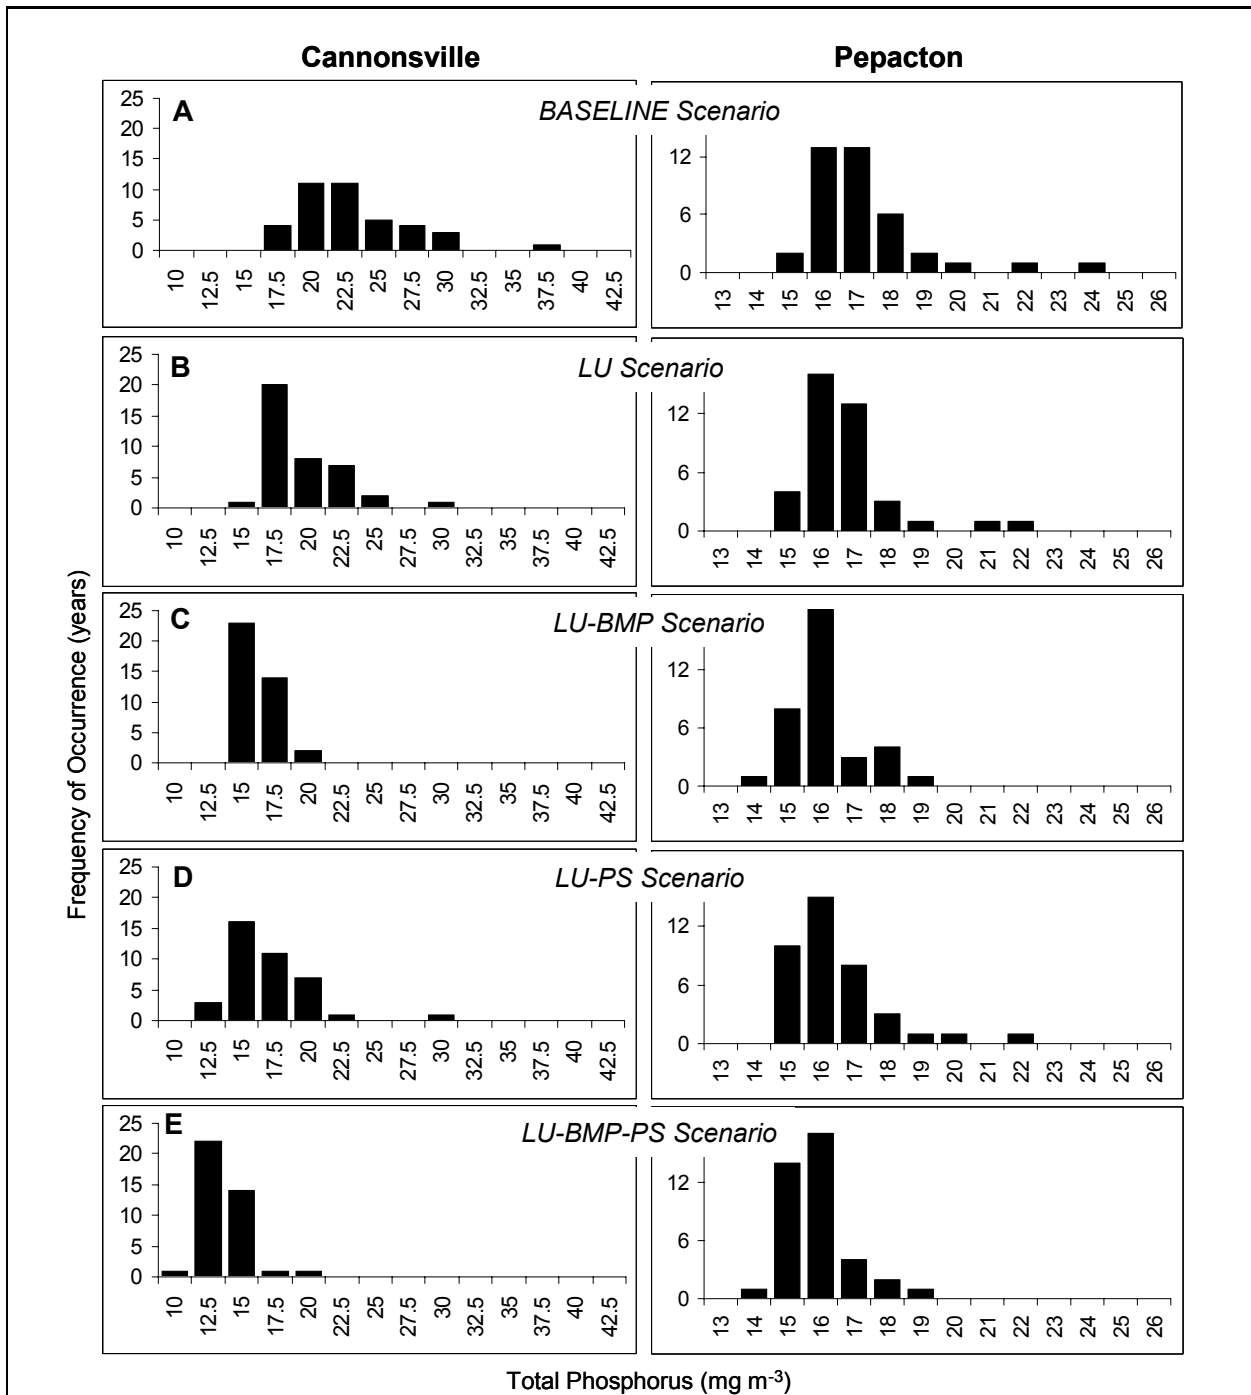 Cannonsville
Pepacton
A
BASELINE Scenario
25
20
15
10
5
0
10 12.5 15 17.5 20 22.5 25 27.5 30 32.5 35 37.5 40 42.5
12
6
0
13 14 15 16 17 18 19 20 21 22 23 24 25 26
B
LU Scenario
25
20
15
10
5
0
10 12.5 15 17.5 20 22.5 25 27.5 30 32.5 35 37.5 40 42.5
12
6
0
13 14 15 16 17 18 19 20 21 22 23 24 25 26
C
LU-BMP Scenario
25
20
15
10
5
0
10 12.5 15 17.5 20 22.5 25 27.5 30 32.5 35 37.5 40 42.5
12
6
0
13 14 15 16 17 18 19 20 21 22 23 24 25 26
D
LU-PS Scenario
25
20
15
10
5
0
10 12.5 15 17.5 20 22.5 25 27.5 30 32.5 35 37.5 40 42.5
12
6
0
13 14 15 16 17 18 19 20 21 22 23 24 25 26
E
LU-BMP-PS Scenario
25
20
15
10
5
0
10 12.5 15 17.5 20 22.5 25 27.5 30 32.5 35 37.5 40 42.5
12
6
0
13 14 15 16 17 18 19 20 21 22 23 24 25 26
Frequency of Occurrence (years)
Total Phosphorus (mg m⁻³)